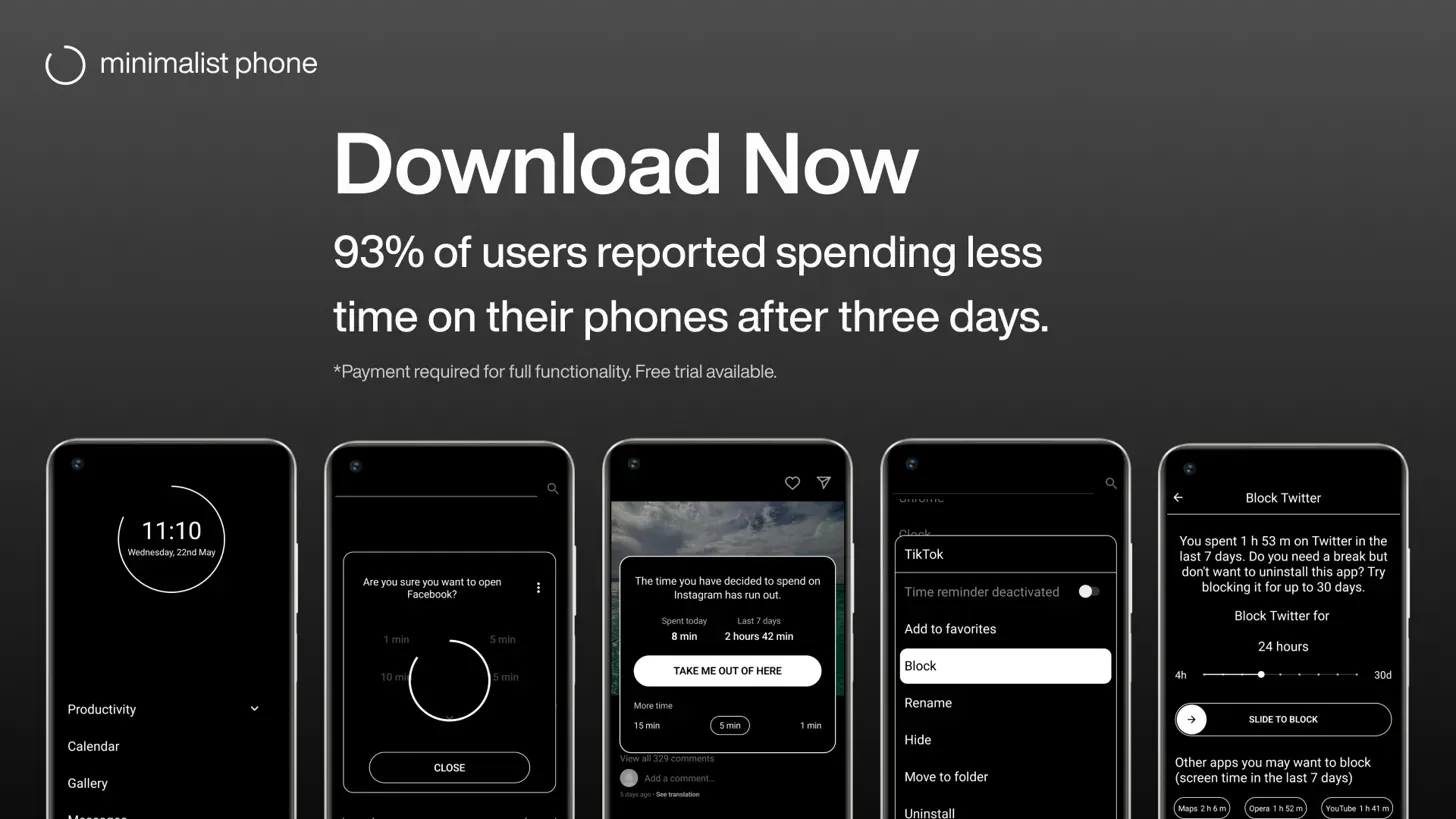 minimalist phone
Download Now
93% of users reported spending less
time on their phones after three days.
*Payment required for full functionality. Free trial available.
11:10
Wednesday, 22nd May
Productivity
Calendar
Gallery
Messages
Are you sure you want to open
Facebook?
1 min
5 min
10 min
5 min
CLOSE
The time you have decided to spend on
Instagram has run out.
Spent today
Last 7 days
8 min
2 hours 42 min
TAKE ME OUT OF HERE
More time
15 min
5 min
1 min
View all 329 comments
Add a comment...
5 days ago • See translation
Chrome
Clock
TikTok
Time reminder deactivated
Add to favorites
Block
Rename
Hide
Move to folder
Uninstall
Block Twitter
You spent 1 h 53 m on Twitter in the
last 7 days. Do you need a break but
don't want to uninstall this app? Try
blocking it for up to 30 days.
Block Twitter for
24 hours
4h
30d
SLIDE TO BLOCK
Other apps you may want to block
(screen time in the last 7 days)
Maps 2 h 6 m
Opera 1 h 52 m
YouTube 1 h 41 m